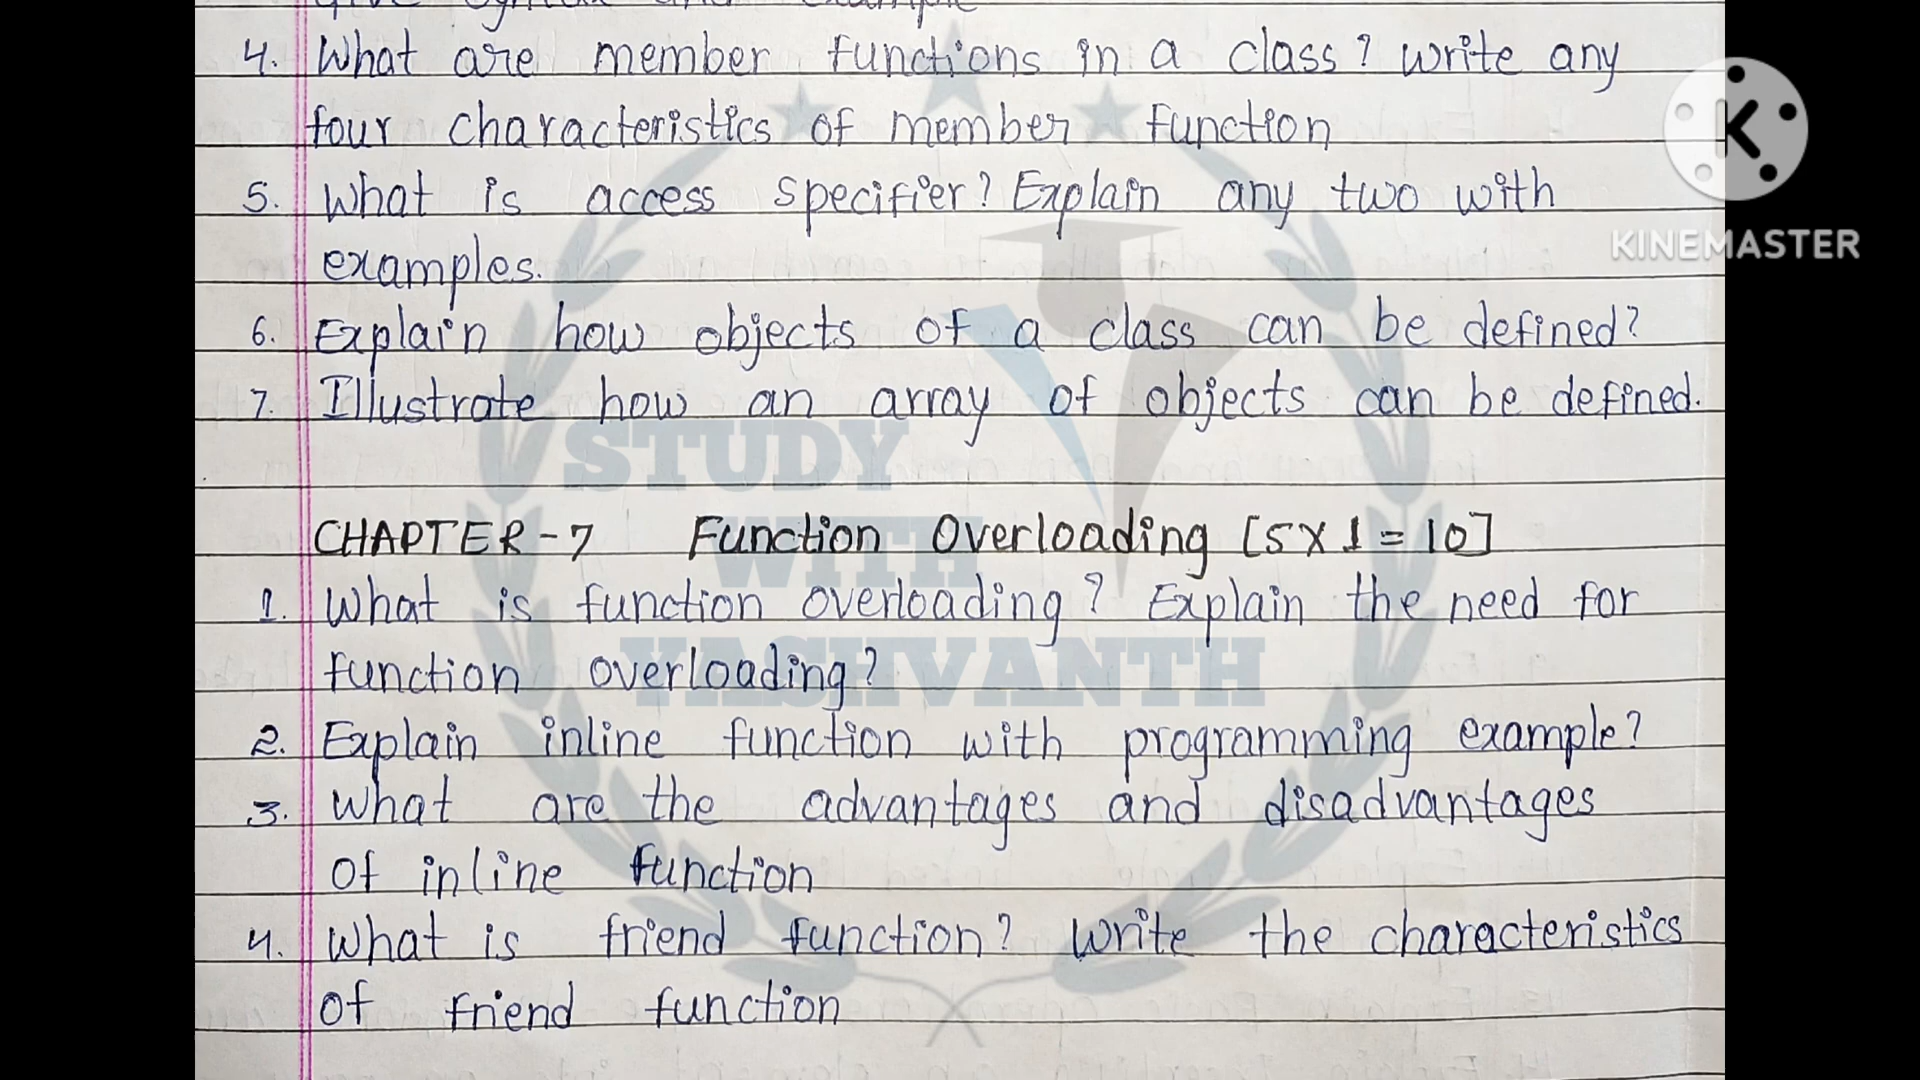 4. What are member functions in a class? Write any
four characteristics of member function
5. What is access specifier? Explain any two with
examples.
6. Explain how objects of a class can be defined?
7. Illustrate how an array of objects can be defined.
CHAPTER-7 Function Overloading [5X1=10]
1. What is function overloading? Explain the need for
function overloading?
2. Explain inline function with programming example?
3. What are the advantages and disadvantages
of inline function
4. What is friend function? Write the characteristics
of friend function
STUDY
WITH
YASHVANTH
K
KINEMASTER